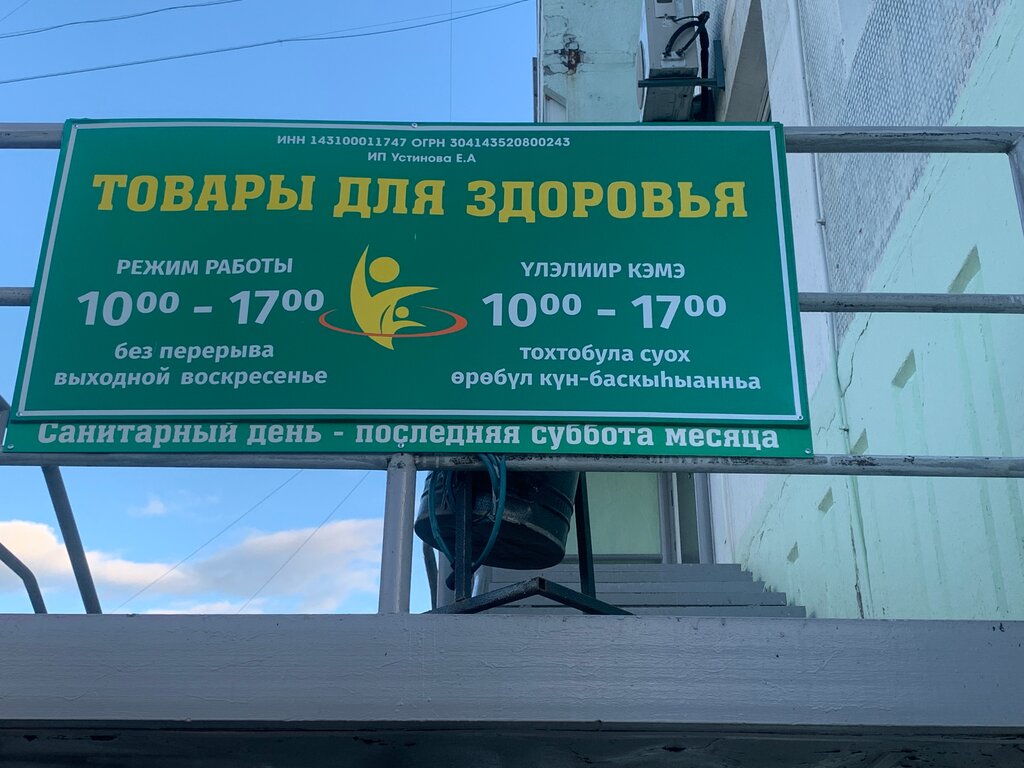 ИНН 143100011747 ОГРН 304143520800243
ИП Устинова Е.А
ТОВАРЫ ДЛЯ ЗДОРОВЬЯ
РЕЖИМ РАБОТЫ
10⁰⁰ - 17⁰⁰
без перерыва
выходной воскресенье
ҮЛЭЛИИР КЭМЭ
10⁰⁰ - 17⁰⁰
тохтобула суох
өрөбүл күн-баскыһыанньа
Санитарный день - последняя суббота месяца